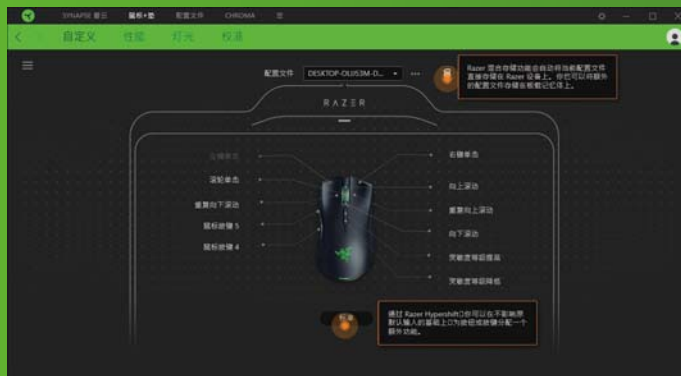 SYNAPSE 雷云
鼠标+垫
配置文件
CHROMA
自定义
性能
灯光
校准
配置文件
DESKTOP-OLUIS3M-D...
Razer 混合存储功能会自动将当前配置文件
直接存储在 Razer 设备上。你也可以将额外
的配置文件存储在板载记忆体上。
RAZER
左键单击
滚轮单击
重复向下滚动
鼠标按键 5
鼠标按键 4
右键单击
向上滚动
重复向上滚动
向下滚动
灵敏度等级提高
灵敏度等级降低
标准
通过 Razer Hypershift□你可以在不影响原
默认输入的基础上□为按钮或按键分配一个
额外功能。